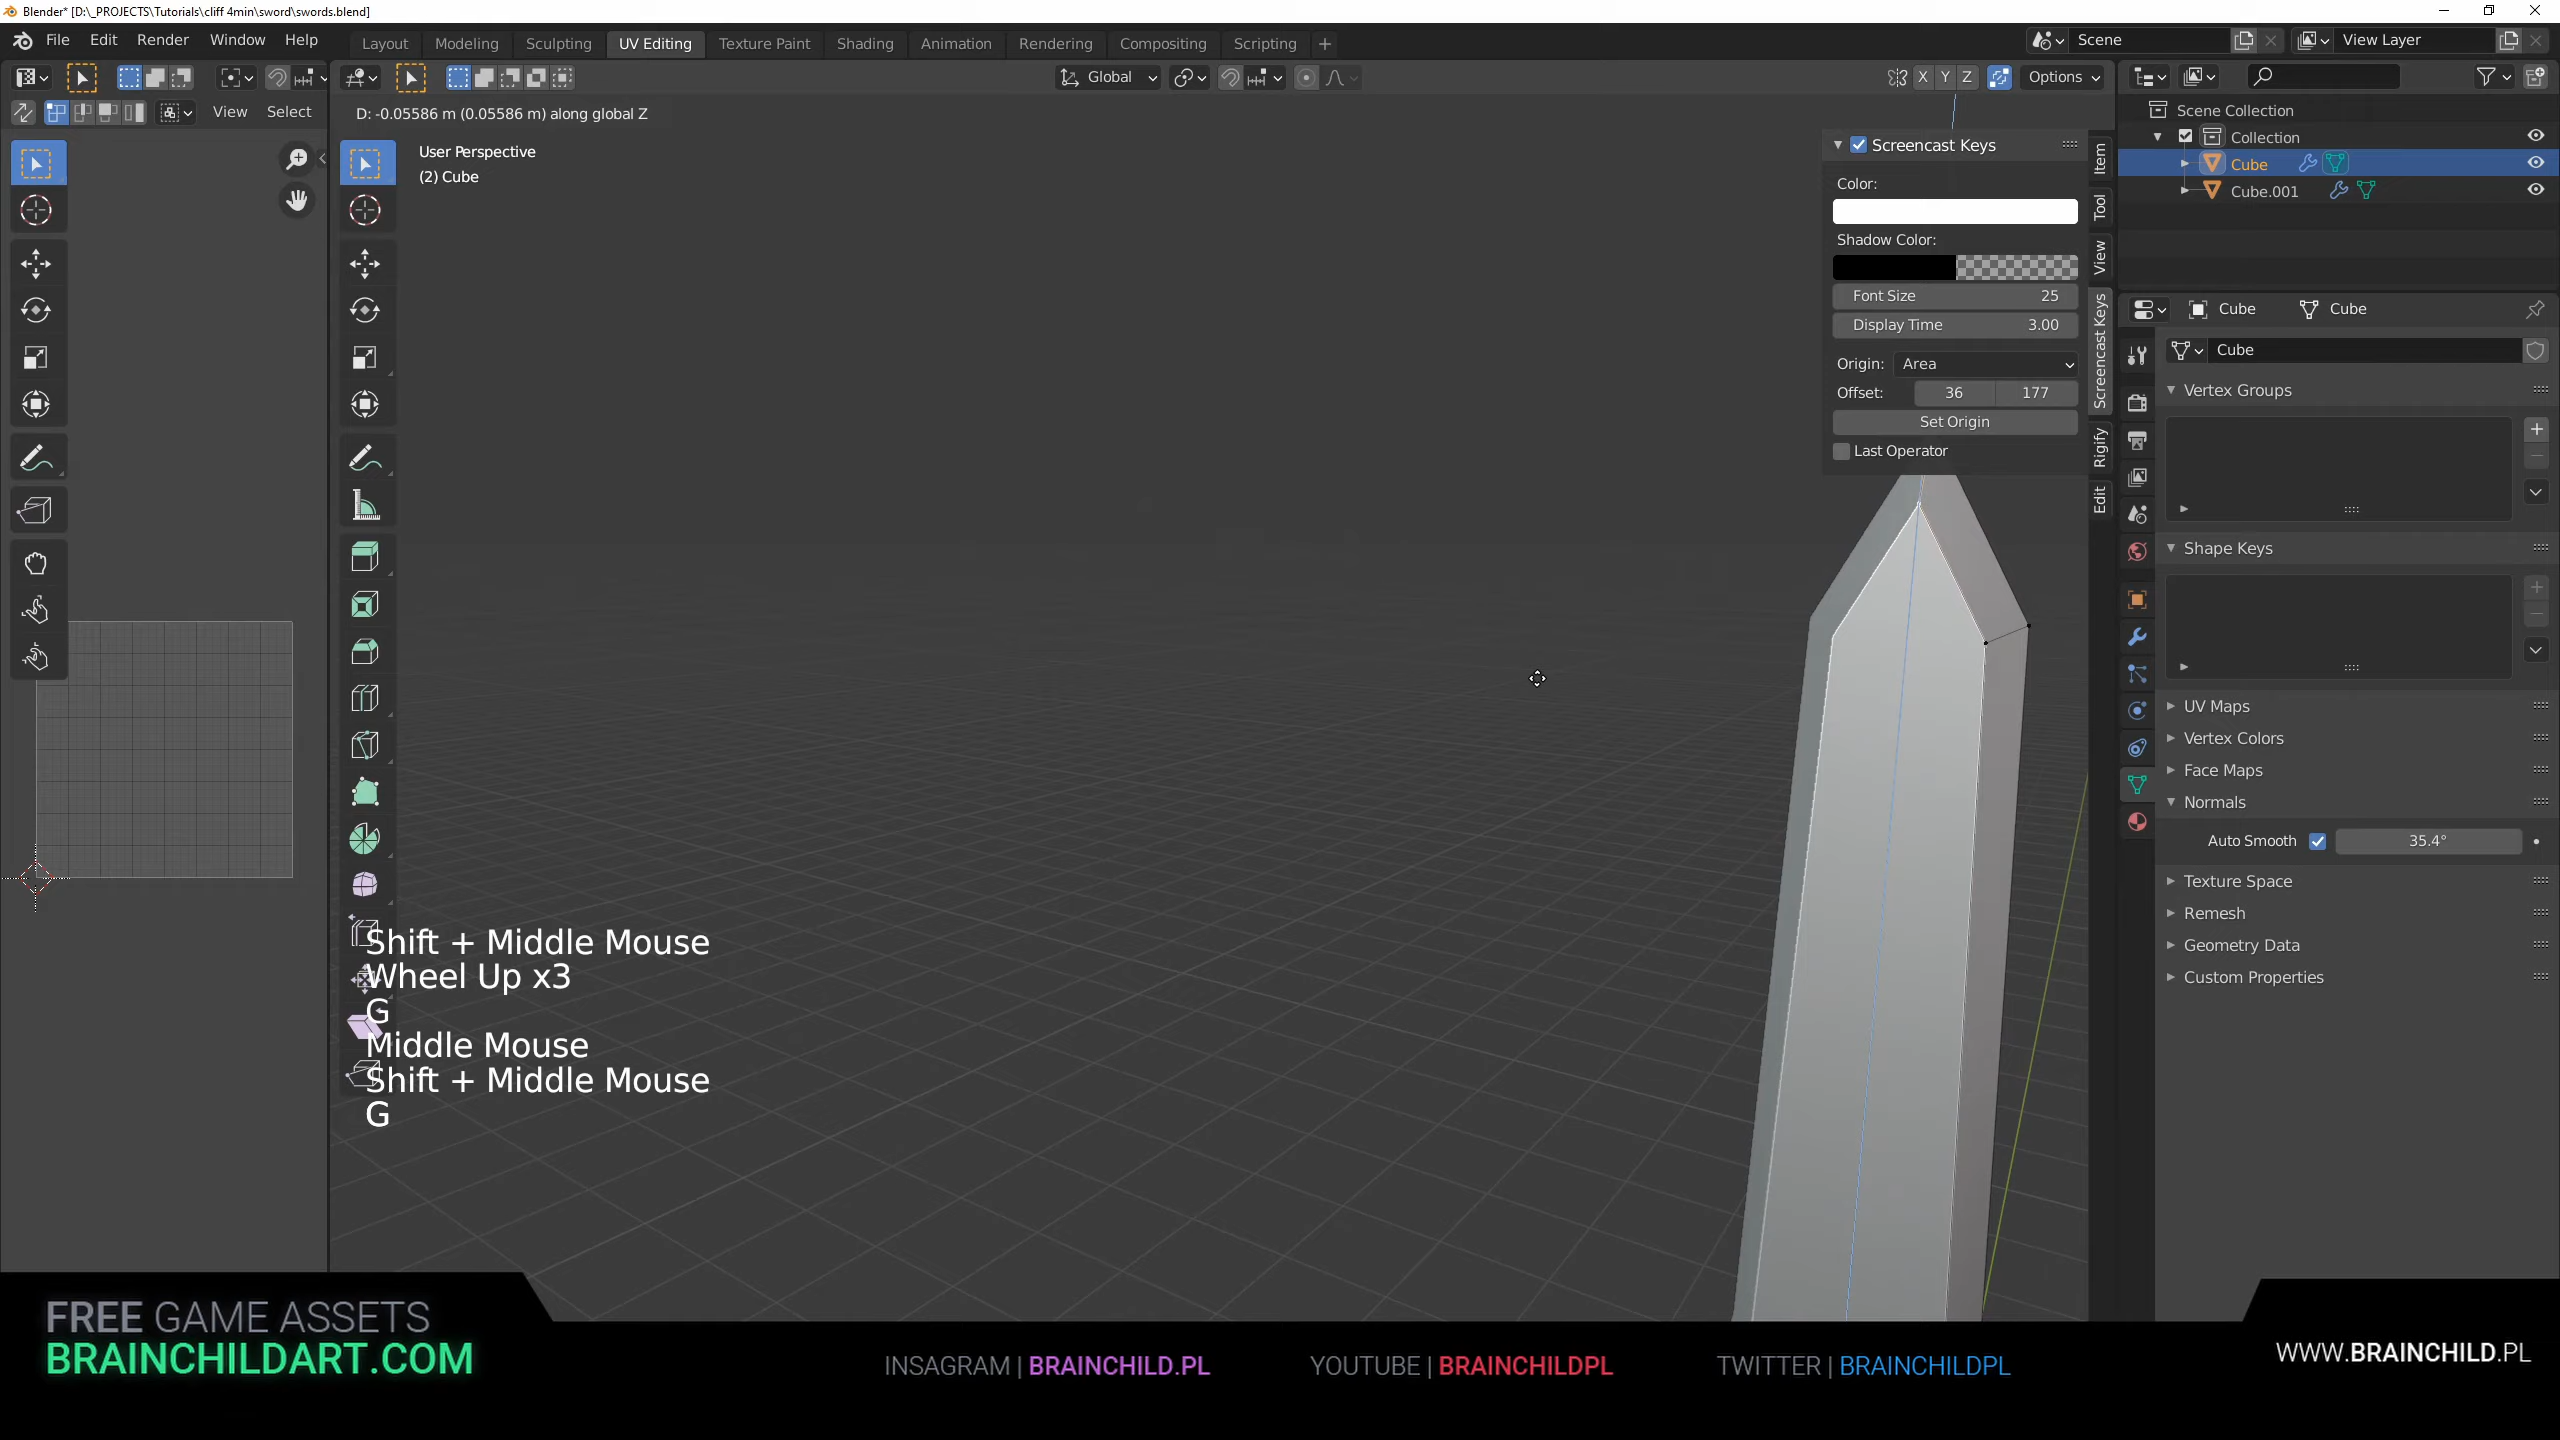 Blender* [D:\_PROJECTS\Tutorials\cliff 4min\sword\swords.blend]
File Edit Render Window Help
Layout Modeling Sculpting UV Editing Texture Paint Shading Animation Rendering Compositing Scripting +
Scene
View Layer
Global
X Y Z
Options
View Select
D: -0.05586 m (0.05586 m) along global Z
User Perspective
(2) Cube
Screencast Keys
Color:
Shadow Color:
Font Size 25
Display Time 3.00
Origin: Area
Offset: 36 177
Set Origin
Last Operator
Item
Tool
View
Screencast Keys
Rigify
Edit
Scene Collection
Collection
Cube
Cube.001
Cube Cube
Cube
Vertex Groups
Shape Keys
UV Maps
Vertex Colors
Face Maps
Normals
Auto Smooth 35.4°
Texture Space
Remesh
Geometry Data
Custom Properties
Shift + Middle Mouse
Wheel Up x3
G
Middle Mouse
Shift + Middle Mouse
G
FREE GAME ASSETS
BRAINCHILDART.COM
INSAGRAM | BRAINCHILD.PL
YOUTUBE | BRAINCHILDPL
TWITTER | BRAINCHILDPL
WWW.BRAINCHILD.PL